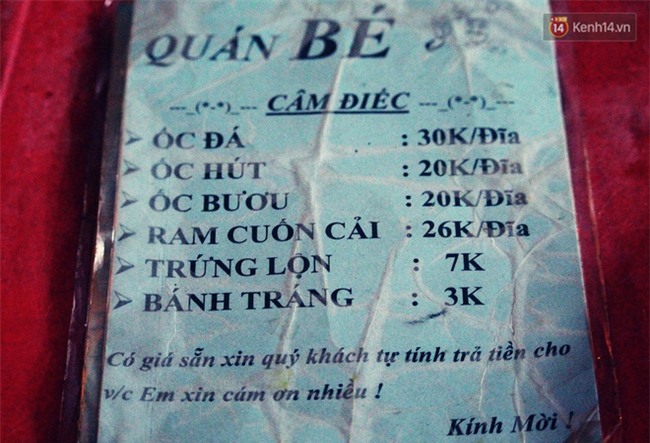 14 Kenh14.vn
QUÁN BÉ
---_(*-*)_--- CÂM ĐIẾC ---_(*-*)_---
➢ ỐC ĐÁ : 30K/Đĩa
➢ ỐC HÚT : 20K/Đĩa
➢ ỐC BƯƠU : 20K/Đĩa
➢ RAM CUỐN CẢI : 26K/Đĩa
➢ TRỨNG LỘN : 7K
➢ BÁNH TRÁNG : 3K
Có giá sẵn xin quý khách tự tính trả tiền cho
v/c Em xin cám ơn nhiều !
Kính Mời !